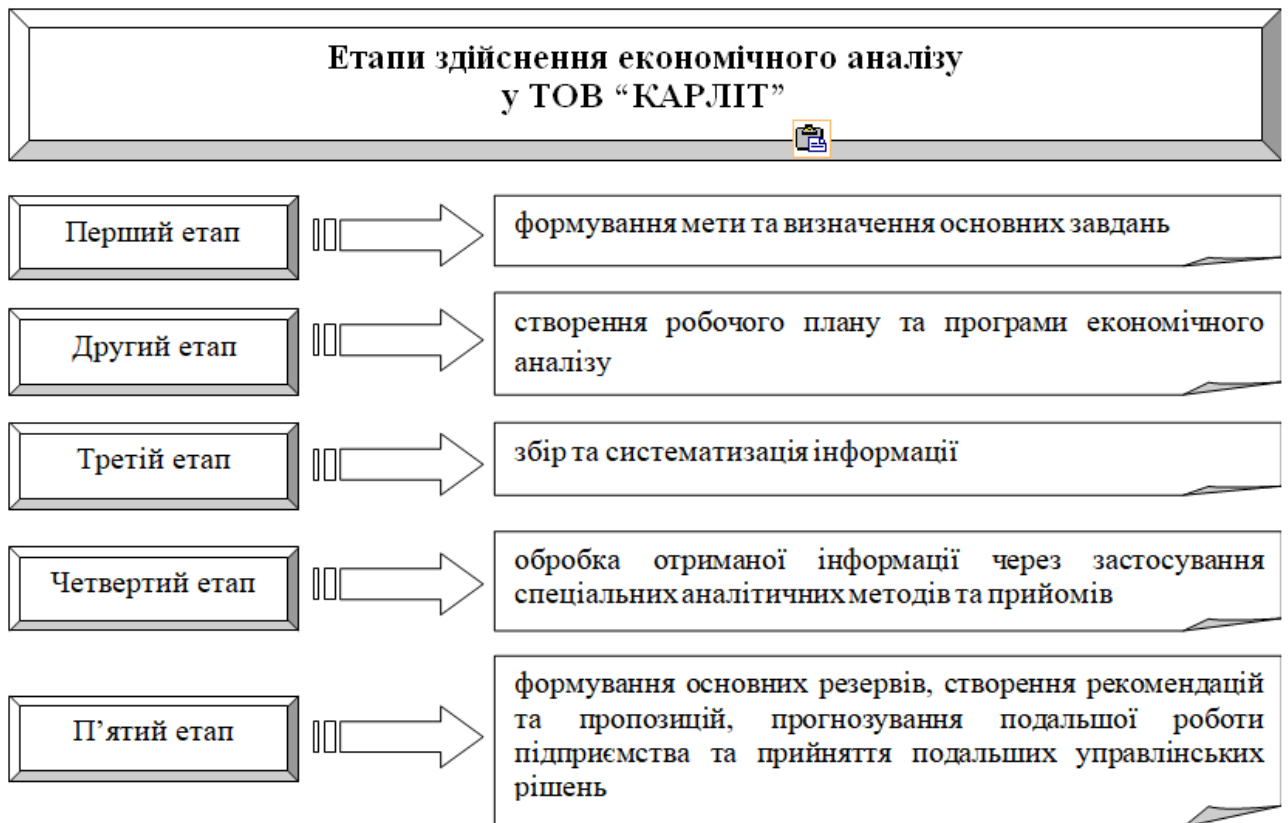 Етапи здійснення економічного аналізу
у ТОВ “КАРЛІТ”
Перший етап
формування мети та визначення основних завдань
Другий етап
створення робочого плану та програми економічного
аналізу
Третій етап
збір та систематизація інформації
Четвертий етап
обробка отриманої інформації через застосування
спеціальних аналітичних методів та прийомів
П’ятий етап
формування основних резервів, створення рекомендацій
та пропозицій, прогнозування подальшої роботи
підприємства та прийняття подальших управлінських
рішень